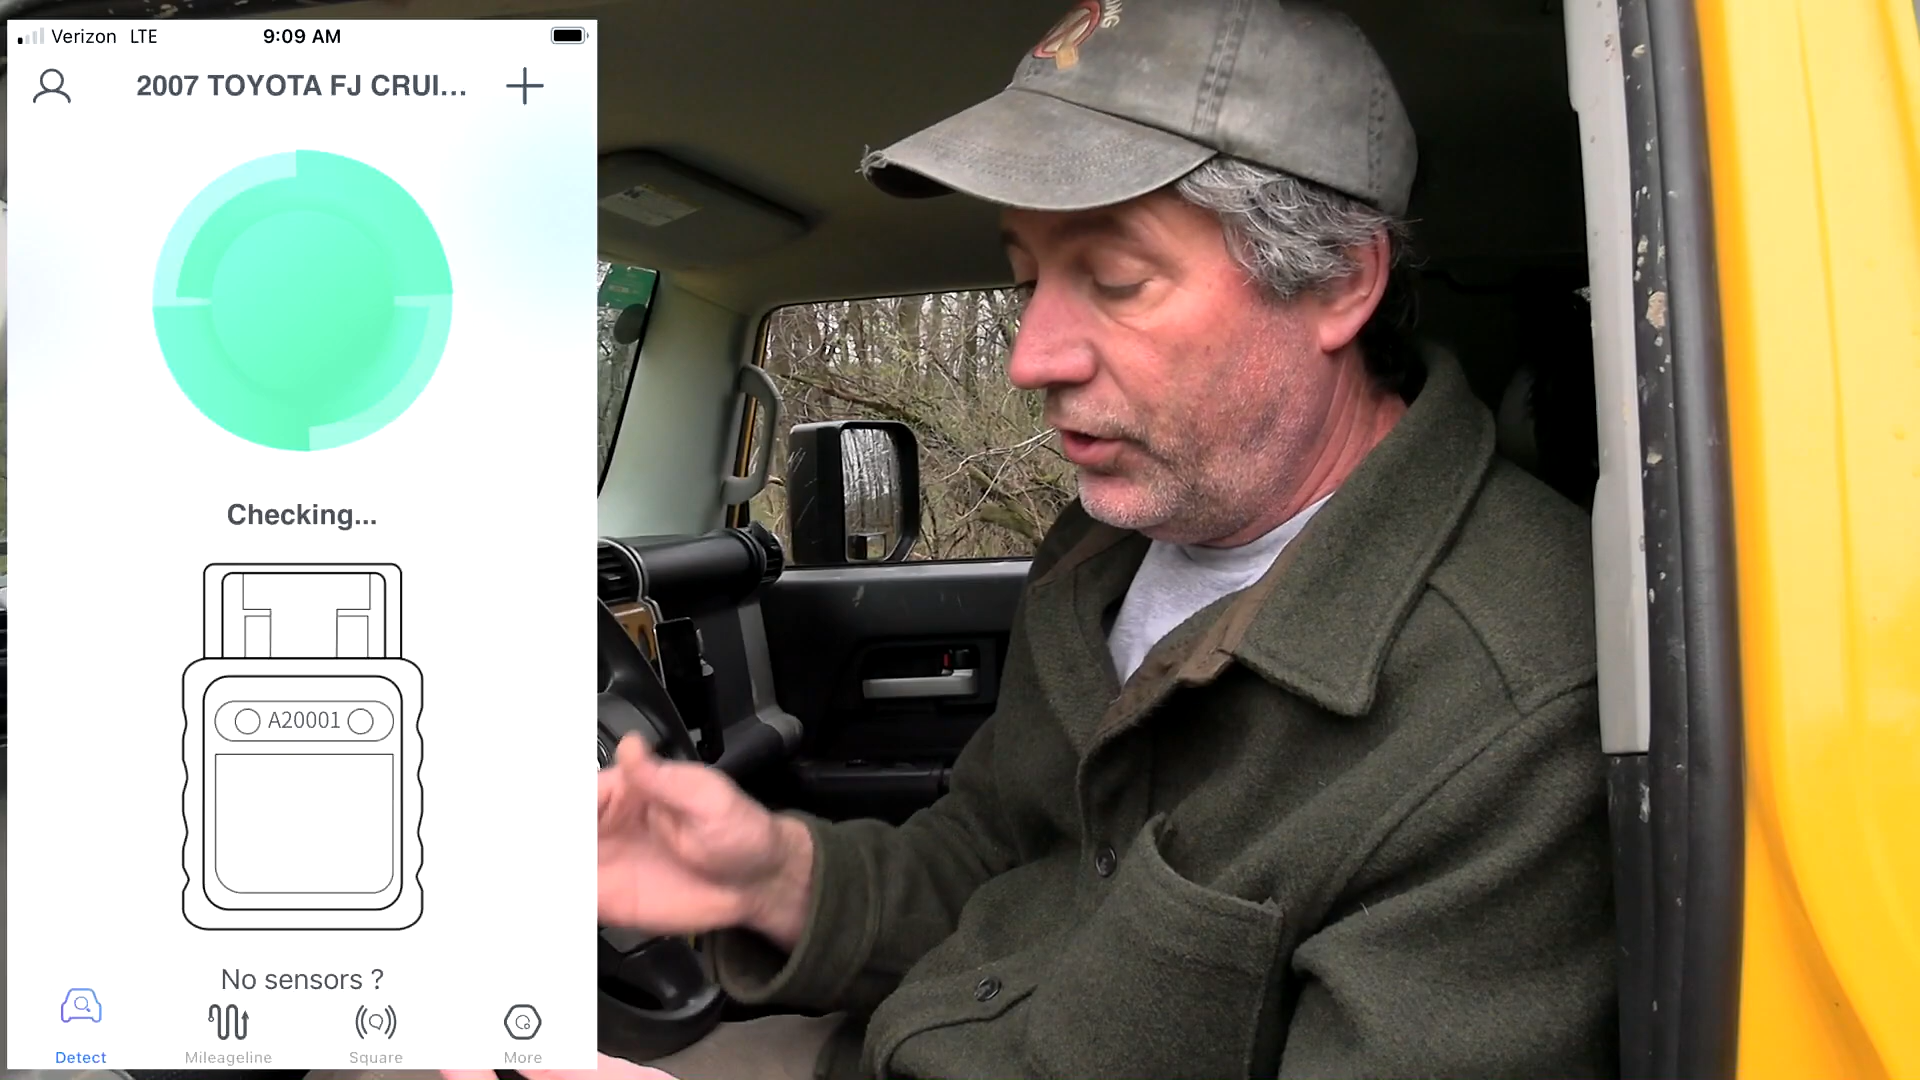 Verizon LTE 9:09 AM
2007 TOYOTA FJ CRUI...
Checking...
A20001
No sensors ?
Detect Mileageline Square More